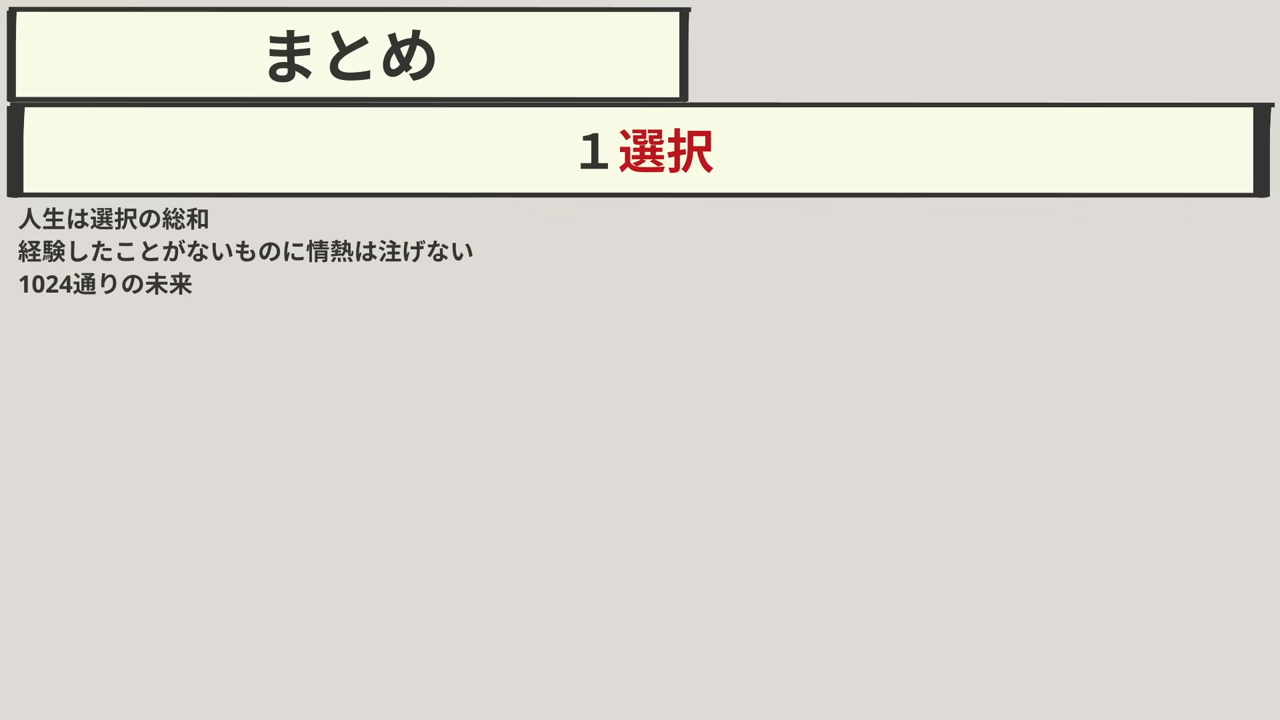 まとめ
１選択
人生は選択の総和
経験したことがないものに情熱は注げない
1024通りの未来